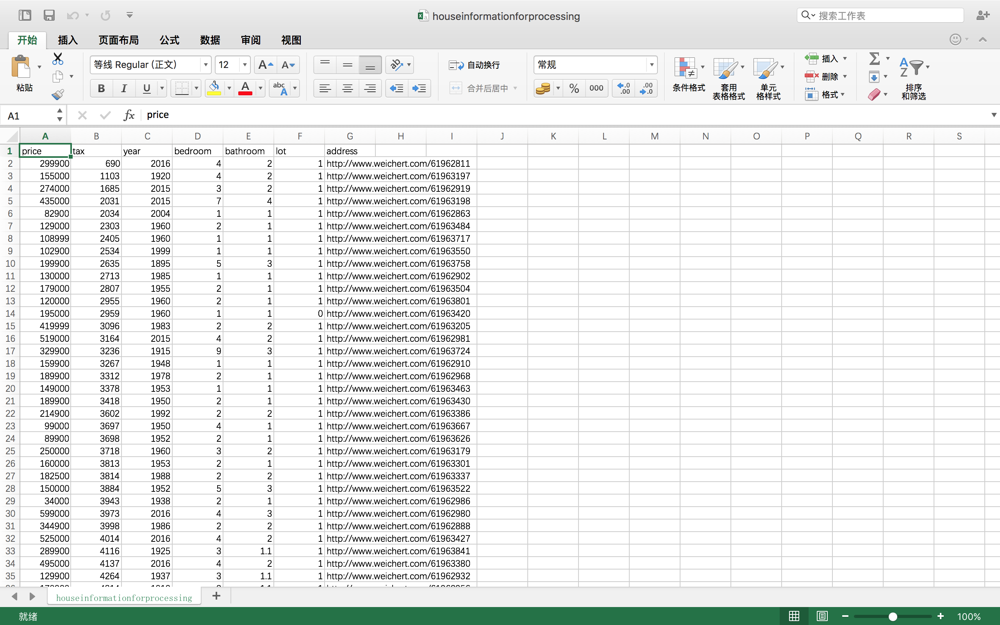 houseinformationforprocessing
搜索工作表
开始 插入 页面布局 公式 数据 审阅 视图
粘贴
等线 Regular (正文) 12
自动换行
合并后居中
常规
% 000
条件格式
套用
表格格式
单元
格样式
插入
删除
格式
排序
和筛选
A1 fx price
A B C D E F G H I J K L M N O P Q R S
1 price tax year bedroom bathroom lot address
2 299900 690 2016 4 2 1 http://www.weichert.com/61962811
3 155000 1103 1920 4 2 1 http://www.weichert.com/61963197
4 274000 1685 2015 3 2 1 http://www.weichert.com/61962919
5 435000 2031 2015 7 4 1 http://www.weichert.com/61963198
6 82900 2034 2004 1 1 1 http://www.weichert.com/61962863
7 129000 2303 1960 2 1 1 http://www.weichert.com/61963484
8 108999 2405 1960 1 1 1 http://www.weichert.com/61963717
9 102900 2534 1999 1 1 1 http://www.weichert.com/61963550
10 199900 2635 1895 5 3 1 http://www.weichert.com/61963758
11 130000 2713 1985 1 1 1 http://www.weichert.com/61962902
12 179000 2807 1955 2 1 1 http://www.weichert.com/61963504
13 120000 2955 1960 2 1 1 http://www.weichert.com/61963801
14 195000 2959 1960 1 1 0 http://www.weichert.com/61963420
15 419999 3096 1983 2 2 1 http://www.weichert.com/61963205
16 519000 3164 2015 4 2 1 http://www.weichert.com/61962981
17 329900 3236 1915 9 3 1 http://www.weichert.com/61963724
18 159900 3267 1948 1 1 1 http://www.weichert.com/61962910
19 189900 3312 1978 2 1 1 http://www.weichert.com/61962968
20 149000 3378 1953 1 1 1 http://www.weichert.com/61963463
21 189900 3418 1950 2 1 1 http://www.weichert.com/61963430
22 214900 3602 1992 2 2 1 http://www.weichert.com/61963386
23 99000 3697 1950 4 1 1 http://www.weichert.com/61963667
24 89900 3698 1952 2 1 1 http://www.weichert.com/61963626
25 250000 3718 1960 3 2 1 http://www.weichert.com/61963179
26 160000 3813 1953 2 1 1 http://www.weichert.com/61963301
27 182500 3814 1988 2 2 1 http://www.weichert.com/61963337
28 150000 3884 1952 5 3 1 http://www.weichert.com/61963522
29 34000 3943 1938 2 1 1 http://www.weichert.com/61962986
30 599000 3973 2016 4 3 1 http://www.weichert.com/61962980
31 344900 3998 1986 2 2 1 http://www.weichert.com/61962888
32 525000 4014 2016 4 2 1 http://www.weichert.com/61963427
33 289900 4116 1925 3 1.1 1 http://www.weichert.com/61963841
34 495000 4137 2016 4 2 1 http://www.weichert.com/61963380
35 129900 4264 1937 3 1.1 1 http://www.weichert.com/61962932
houseinformationforprocessing
就绪 100%